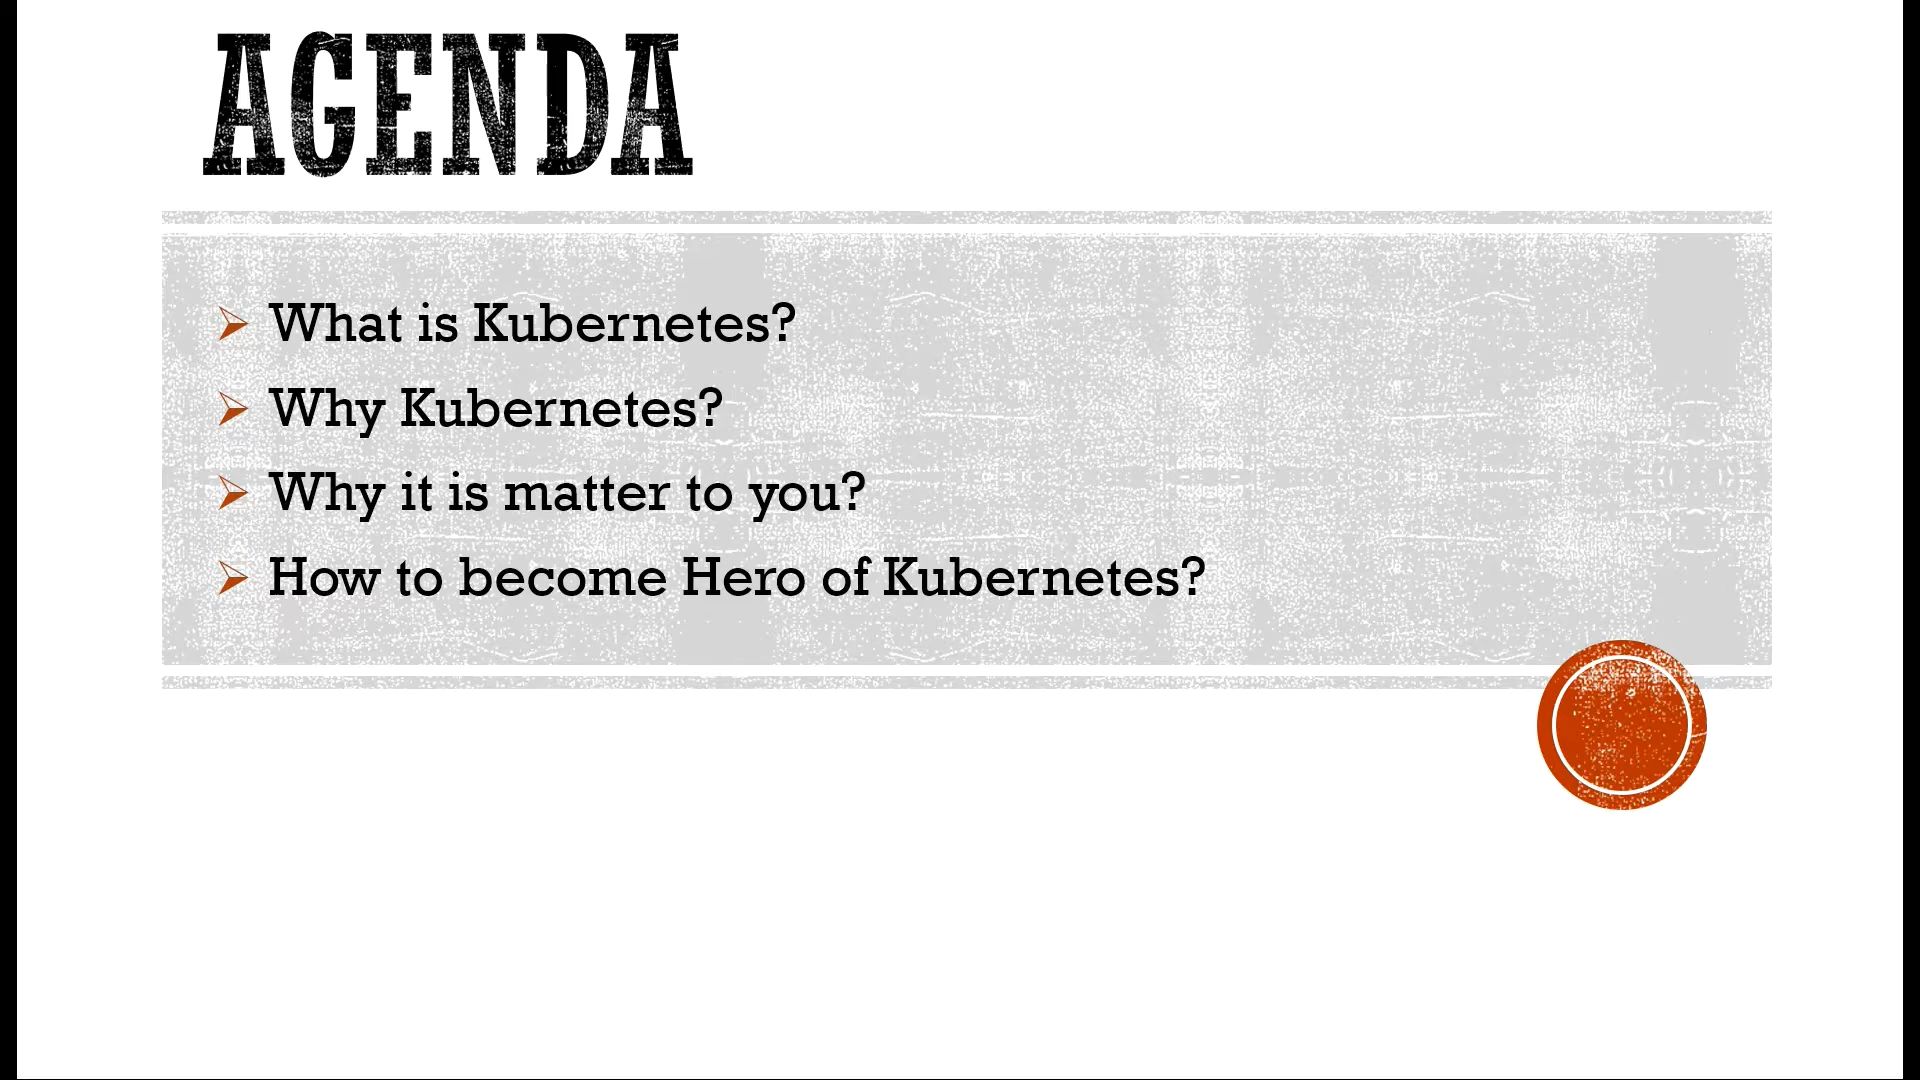 AGENDA
What is Kubernetes?
Why Kubernetes?
Why it is matter to you?
How to become Hero of Kubernetes?